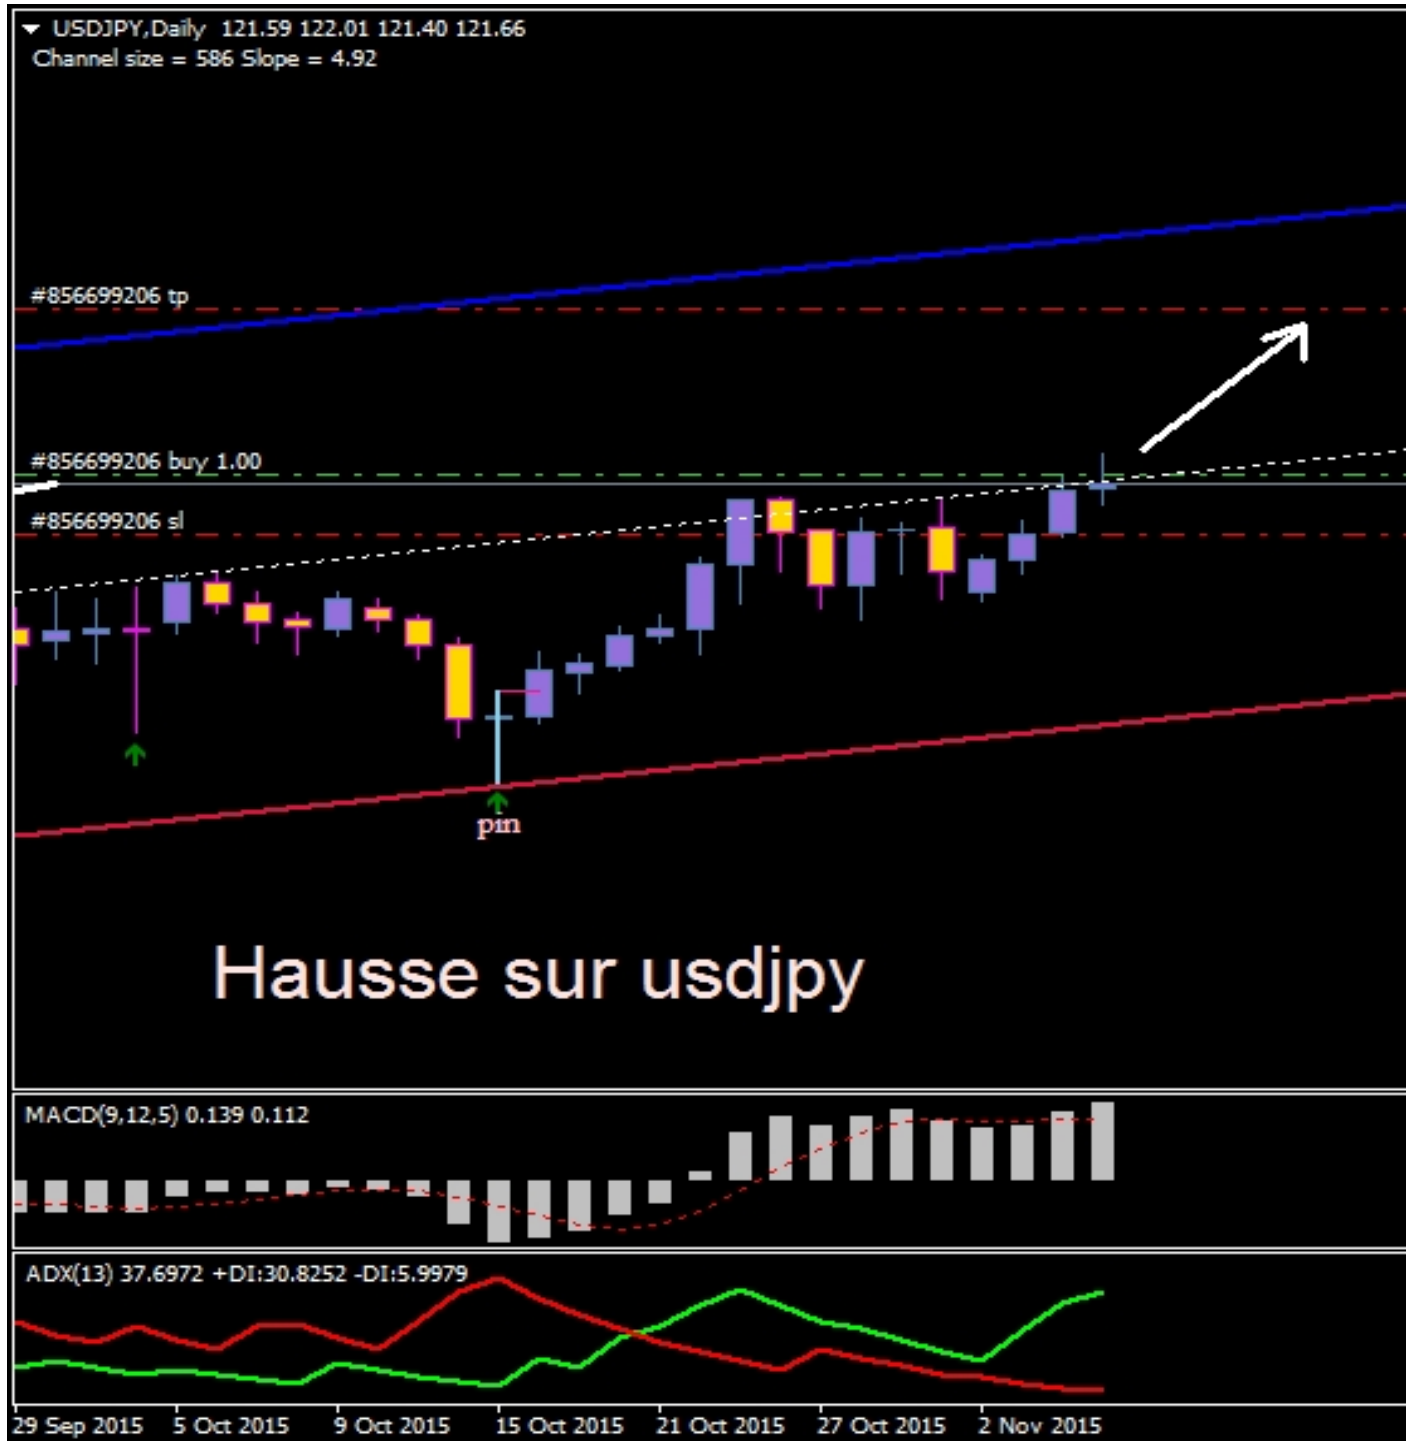 USDJPY,Daily 121.59 122.01 121.40 121.66
Channel size = 586 Slope = 4.92
#856699206 tp
#856699206 buy 1.00
#856699206 sl
pin
Hausse sur usdjpy
MACD(9,12,5) 0.139 0.112
ADX(13) 37.6972 +DI:30.8252 -DI:5.9979
29 Sep 2015 5 Oct 2015 9 Oct 2015 15 Oct 2015 21 Oct 2015 27 Oct 2015 2 Nov 2015